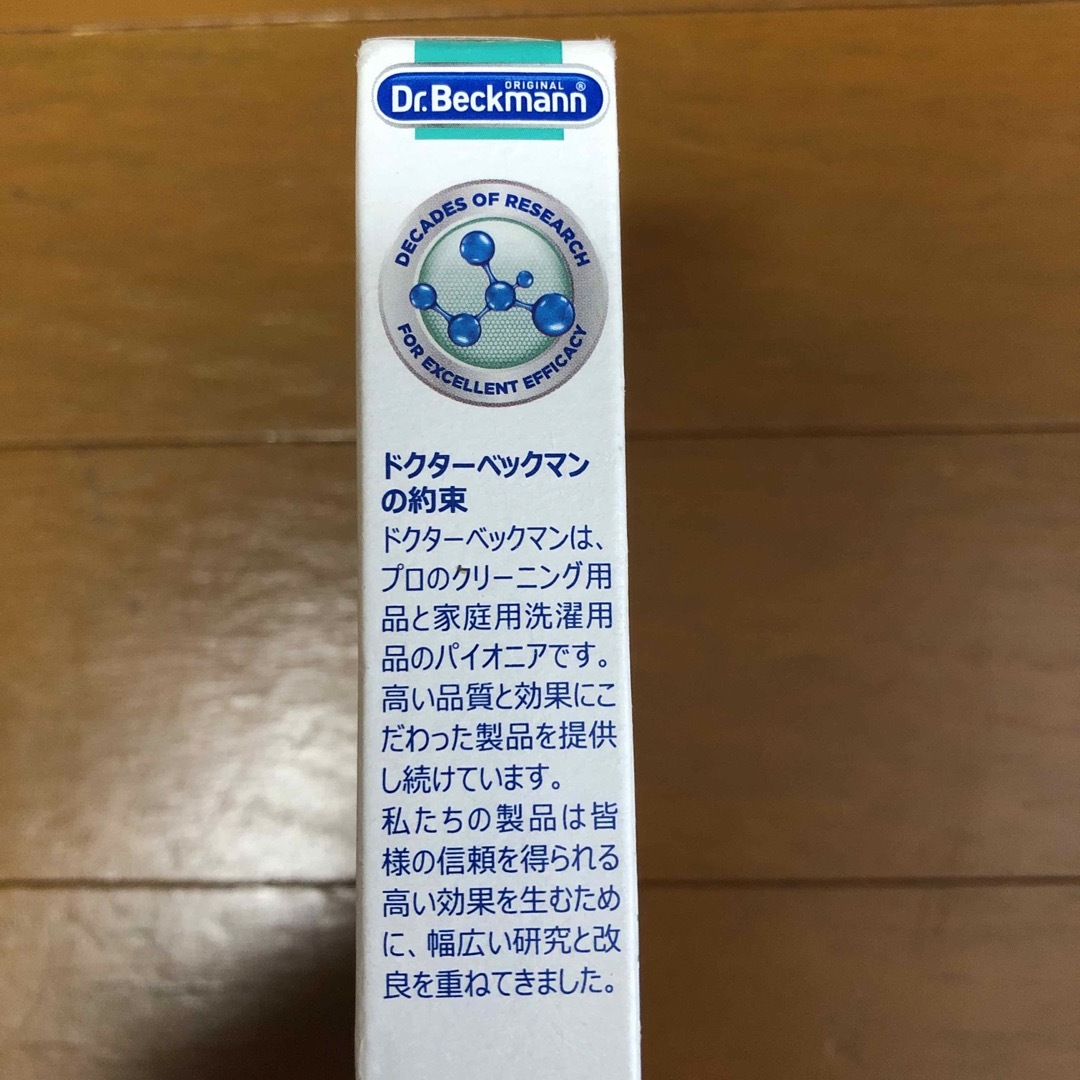 ORIGINAL
Dr.Beckmann®
DECADES OF RESEARCH
FOR EXCELLENT EFFICACY
ドクターベックマン
の約束
ドクターベックマンは、
プロのクリーニング用
品と家庭用洗濯用
品のパイオニアです。
高い品質と効果にこ
だわった製品を提供
し続けています。
私たちの製品は皆
様の信頼を得られる
高い効果を生むため
に、幅広い研究と改
良を重ねてきました。